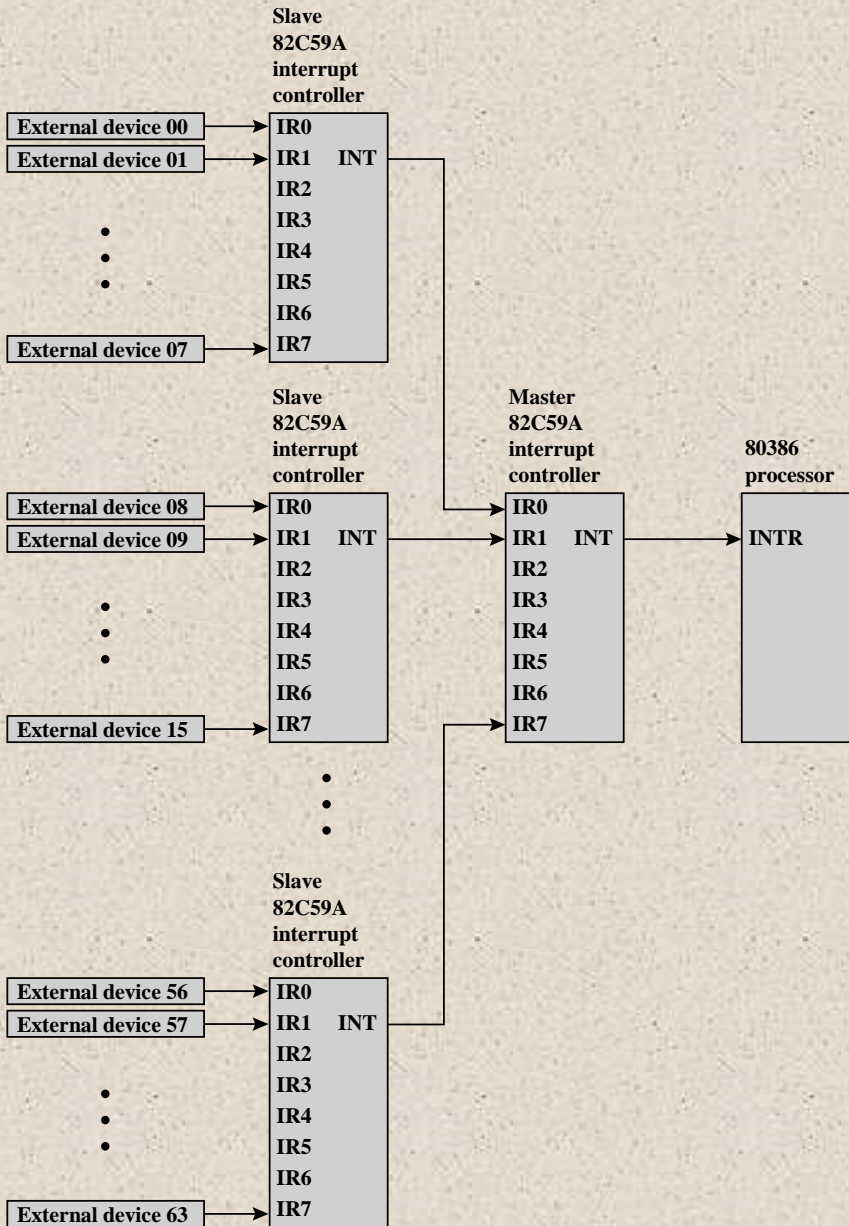 Slave
82C59A
interrupt
controller
External device 00
IR0
External device 01
IR1 INT
IR2
IR3
IR4
IR5
IR6
External device 07
IR7
Slave
82C59A
interrupt
controller
Master
82C59A
interrupt
controller
80386
processor
External device 08
IR0
IR0
External device 09
IR1 INT
IR1 INT
INTR
IR2
IR2
IR3
IR3
IR4
IR4
IR5
IR5
IR6
IR6
External device 15
IR7
IR7
Slave
82C59A
interrupt
controller
External device 56
IR0
External device 57
IR1 INT
IR2
IR3
IR4
IR5
IR6
External device 63
IR7